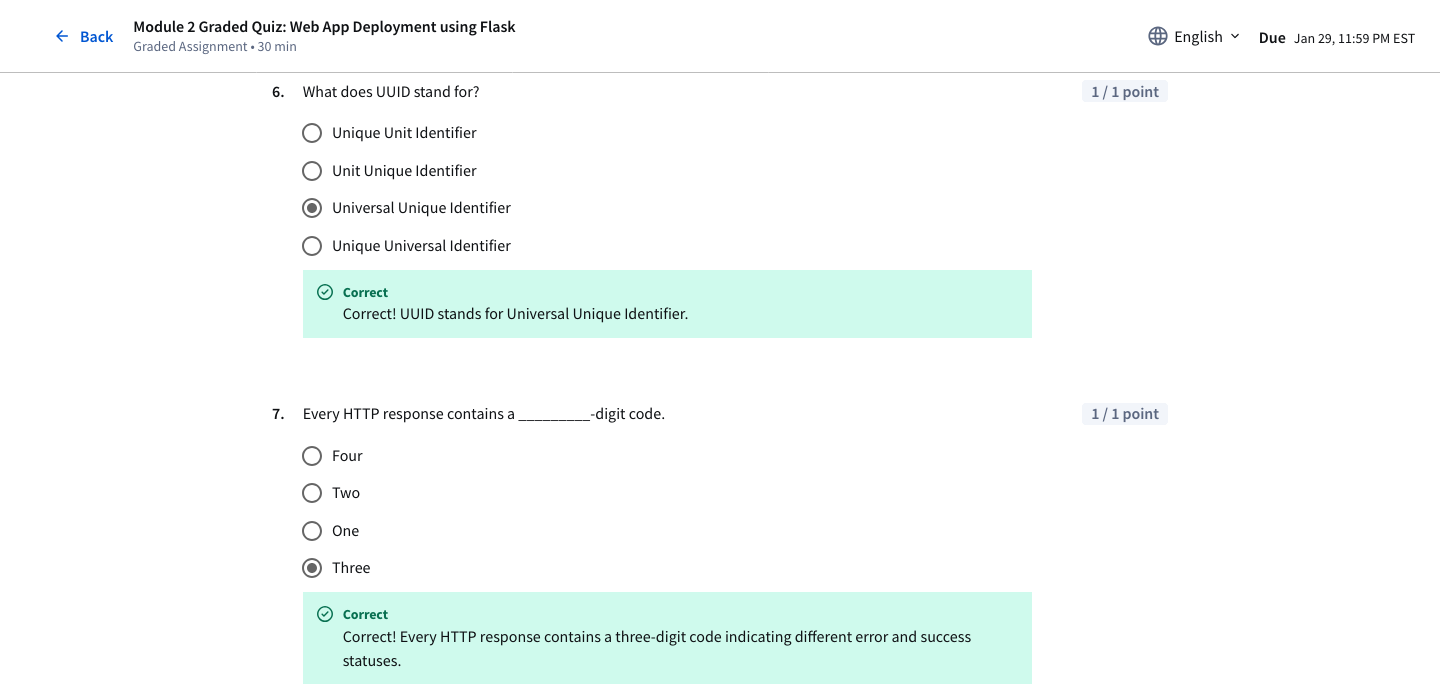 Back
Module 2 Graded Quiz: Web App Deployment using Flask
Graded Assignment • 30 min
English
Due Jan 29, 11:59 PM EST
6. What does UUID stand for?
1 / 1 point
Unique Unit Identifier
Unit Unique Identifier
Universal Unique Identifier
Unique Universal Identifier
Correct
Correct! UUID stands for Universal Unique Identifier.
7. Every HTTP response contains a _________-digit code.
1 / 1 point
Four
Two
One
Three
Correct
Correct! Every HTTP response contains a three-digit code indicating different error and success
statuses.